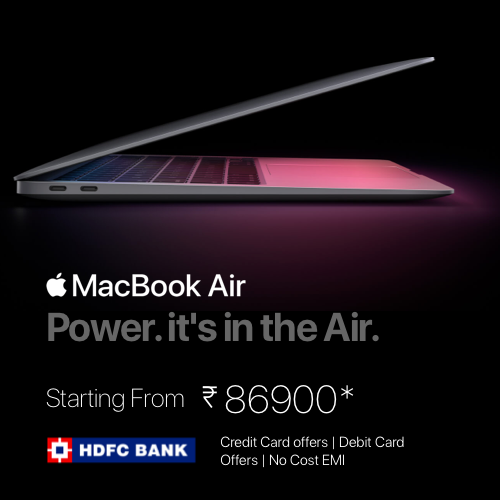 MacBook Air
Power. it's in the Air.
Starting From ₹ 86900*
HDFC BANK
Credit Card offers | Debit Card
Offers | No Cost EMI